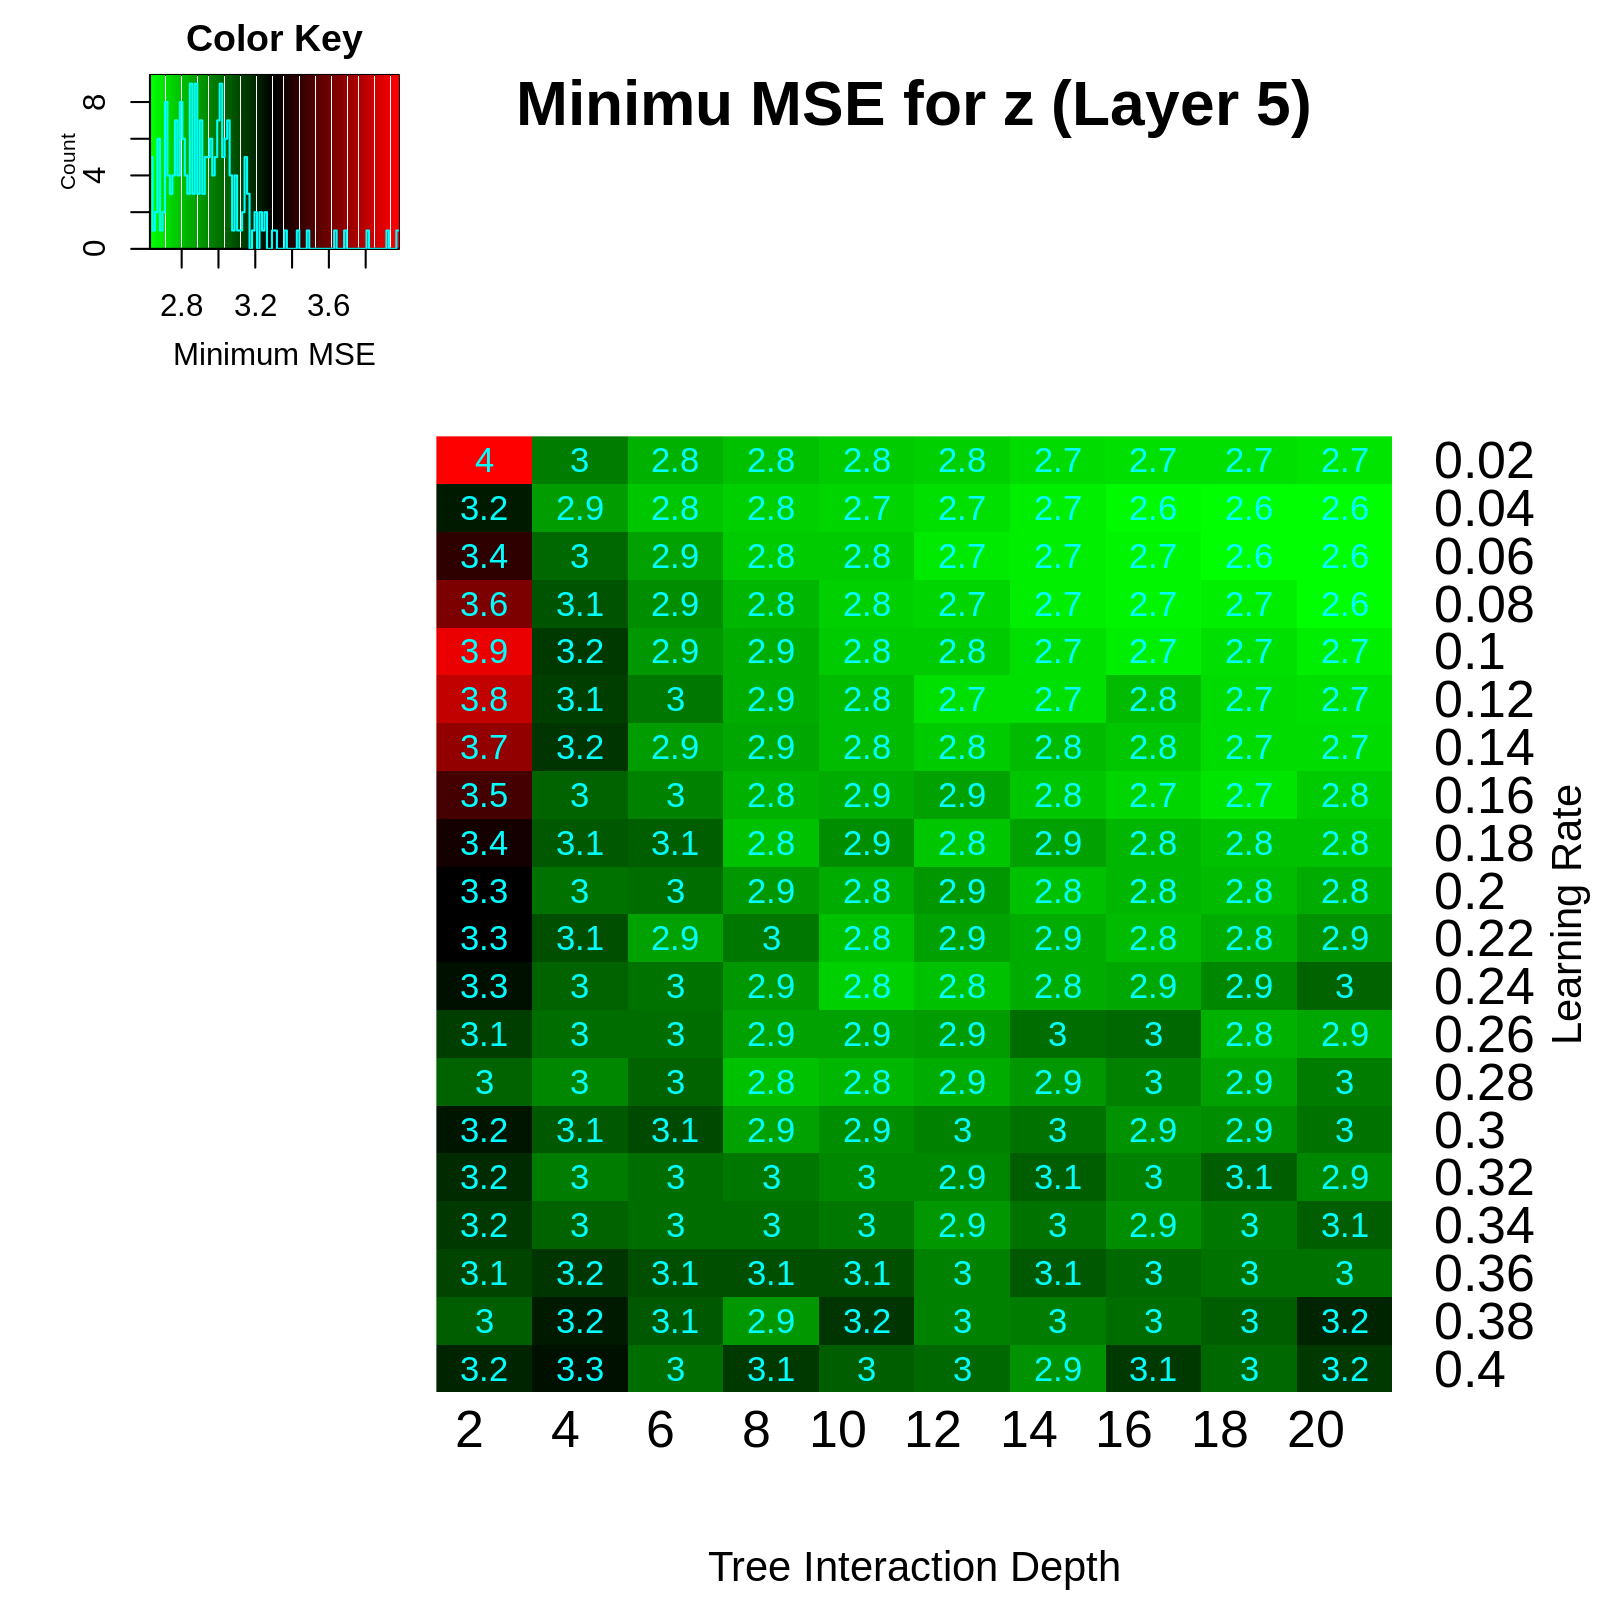 Color Key
Minimu MSE for z (Layer 5)
Count
0 4 8
2.8 3.2 3.6
Minimum MSE
4 3 2.8 2.8 2.8 2.8 2.7 2.7 2.7 2.7 0.02
3.2 2.9 2.8 2.8 2.7 2.7 2.7 2.6 2.6 2.6 0.04
3.4 3 2.9 2.8 2.8 2.7 2.7 2.7 2.6 2.6 0.06
3.6 3.1 2.9 2.8 2.8 2.7 2.7 2.7 2.7 2.6 0.08
3.9 3.2 2.9 2.9 2.8 2.8 2.7 2.7 2.7 2.7 0.1
3.8 3.1 3 2.9 2.8 2.7 2.7 2.8 2.7 2.7 0.12
3.7 3.2 2.9 2.9 2.8 2.8 2.8 2.8 2.7 2.7 0.14
3.5 3 3 2.8 2.9 2.9 2.8 2.7 2.7 2.8 0.16
3.4 3.1 3.1 2.8 2.9 2.8 2.9 2.8 2.8 2.8 0.18
3.3 3 3 2.9 2.8 2.9 2.8 2.8 2.8 2.8 0.2
3.3 3.1 2.9 3 2.8 2.9 2.9 2.8 2.8 2.9 0.22
3.3 3 3 2.9 2.8 2.8 2.8 2.9 2.9 3 0.24
3.1 3 3 2.9 2.9 2.9 3 3 2.8 2.9 0.26
3 3 3 2.8 2.8 2.9 2.9 3 2.9 3 0.28
3.2 3.1 3.1 2.9 2.9 3 3 2.9 2.9 3 0.3
3.2 3 3 3 3 2.9 3.1 3 3.1 2.9 0.32
3.2 3 3 3 3 2.9 3 2.9 3 3.1 0.34
3.1 3.2 3.1 3.1 3.1 3 3.1 3 3 3 0.36
3 3.2 3.1 2.9 3.2 3 3 3 3 3.2 0.38
3.2 3.3 3 3.1 3 3 2.9 3.1 3 3.2 0.4
Learning Rate
2 4 6 8 10 12 14 16 18 20
Tree Interaction Depth